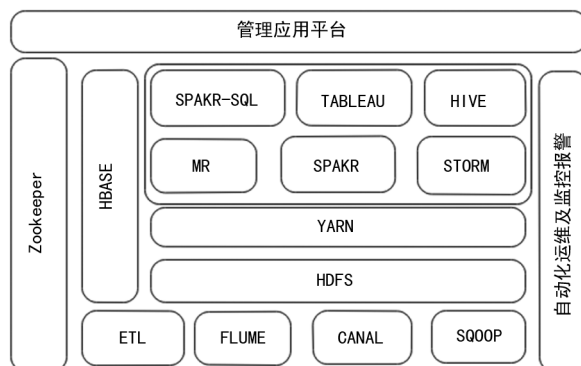 管理应用平台
Zookeeper
HBASE
SPAKR-SQL
TABLEAU
HIVE
MR
SPAKR
STORM
YARN
HDFS
ETL
FLUME
CANAL
SQOOP
自动化运维及监控报警